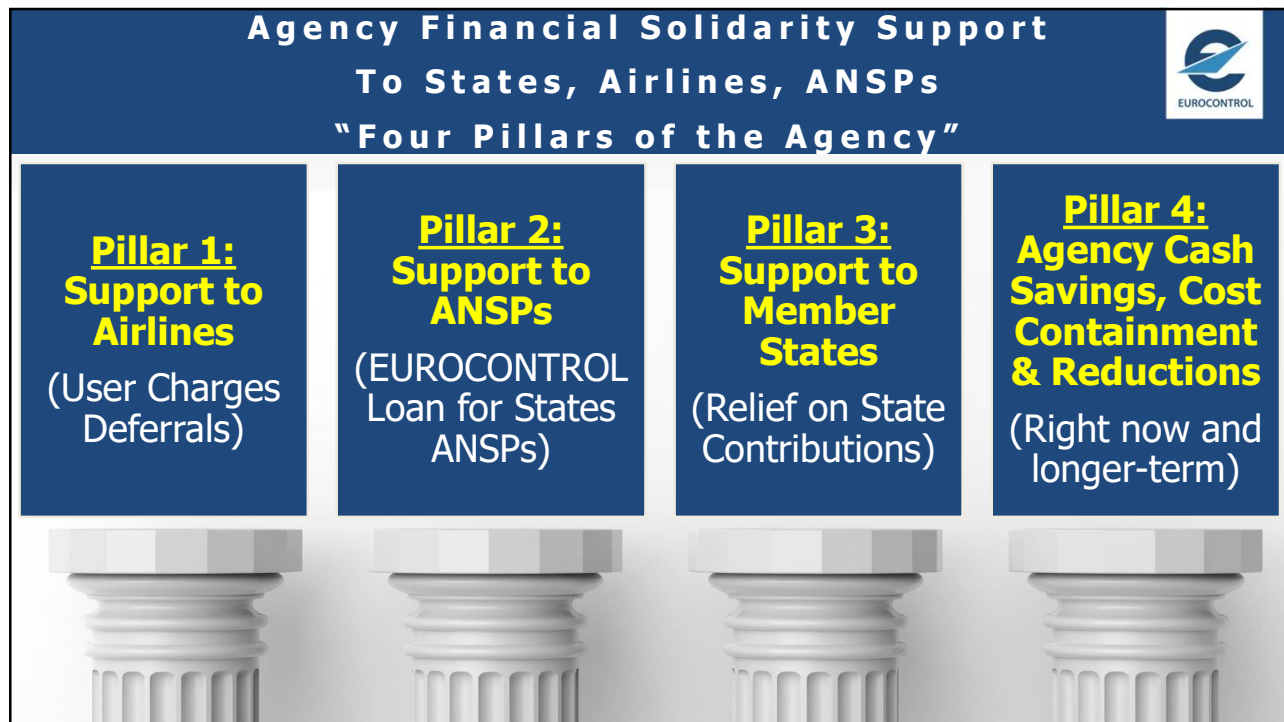 Agency Financial Solidarity Support
To States, Airlines, ANSPs
“Four Pillars of the Agency”
EUROCONTROL
Pillar 1:
Support to
Airlines
(User Charges
Deferrals)
Pillar 2:
Support to
ANSPs
(EUROCONTROL
Loan for States
ANSPs)
Pillar 3:
Support to
Member
States
(Relief on State
Contributions)
Pillar 4:
Agency Cash
Savings, Cost
Containment
& Reductions
(Right now and
longer-term)